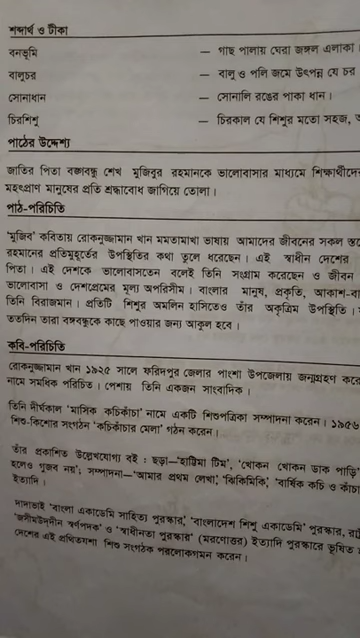 শব্দার্থ ও টীকা
বনভূমি — গাছ পালায় ঘেরা জঙ্গল এলাকা।
বালুচর — বালু ও পলি জমে উৎপন্ন যে চর
সোনাধান — সোনালি রঙের পাকা ধান।
চিরশিশু — চিরকাল যে শিশুর মতো সহজ,
পাঠের উদ্দেশ্য
জাতির পিতা বঙ্গবন্ধু শেখ মুজিবুর রহমানকে ভালোবাসার মাধ্যমে শিক্ষার্থীদের
মহৎপ্রাণ মানুষের প্রতি শ্রদ্ধাবোধ জাগিয়ে তোলা।
পাঠ-পরিচিতি
'মুজিব' কবিতায় রোকনুজ্জামান খান মমতামাখা ভাষায় আমাদের জীবনের সকল স্ত
রহমানের প্রতিমুহূর্তের উপস্থিতির কথা তুলে ধরেছেন। এই স্বাধীন দেশের
পিতা। এই দেশকে ভালোবাসতেন বলেই তিনি সংগ্রাম করেছেন ও জীবন
ভালোবাসা ও দেশপ্রেমের মূল্য অপরিসীম। বাংলার মানুষ, প্রকৃতি, আকাশ-বা
তিনি বিরাজমান। প্রতিটি শিশুর অমলিন হাসিতেও তাঁর অকৃত্রিম উপস্থিতি।
ততদিন তারা বঙ্গবন্ধুকে কাছে পাওয়ার জন্য আকুল হবে।
কবি-পরিচিতি
রোকনুজ্জামান খান ১৯২৫ সালে ফরিদপুর জেলার পাংশা উপজেলায় জন্মগ্রহণ করে
নামে সমধিক পরিচিত। পেশায় তিনি একজন সাংবাদিক।
তিনি দীর্ঘকাল 'মাসিক কচিকাঁচা' নামে একটি শিশুপত্রিকা সম্পাদনা করেন। ১৯৫৬
শিশু-কিশোর সংগঠন 'কচিকাঁচার মেলা' গঠন করেন।
তাঁর প্রকাশিত উল্লেখযোগ্য বই : ছড়া—'হাট্টিমা টিম', 'খোকন খোকন ডাক পাড়ি'
হলেও গুজব নয়'; সম্পাদনা—'আমার প্রথম লেখা', 'ঝিকিমিকি', 'বার্ষিক কচি ও কাঁচা
ইত্যাদি।
দাদাভাই 'বাংলা একাডেমি সাহিত্য পুরস্কার', 'বাংলাদেশ শিশু একাডেমি' পুরস্কার,
'জসীমউদ্‌দীন স্বর্ণপদক' ও 'স্বাধীনতা পুরস্কার' (মরণোত্তর) ইত্যাদি পুরস্কারে ভূষিত
দেশের এই প্রথিতযশা শিশু সংগঠক পরলোকগমন করেন।